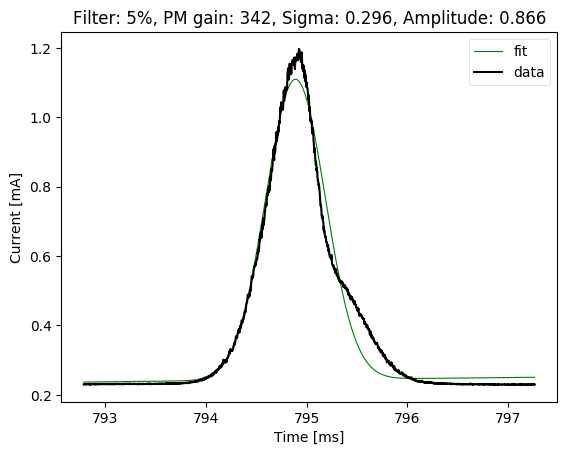 Filter: 5%, PM gain: 342, Sigma: 0.296, Amplitude: 0.866
fit
data
1.2
1.0
0.8
0.6
0.4
0.2
Current [mA]
793
794
795
796
797
Time [ms]